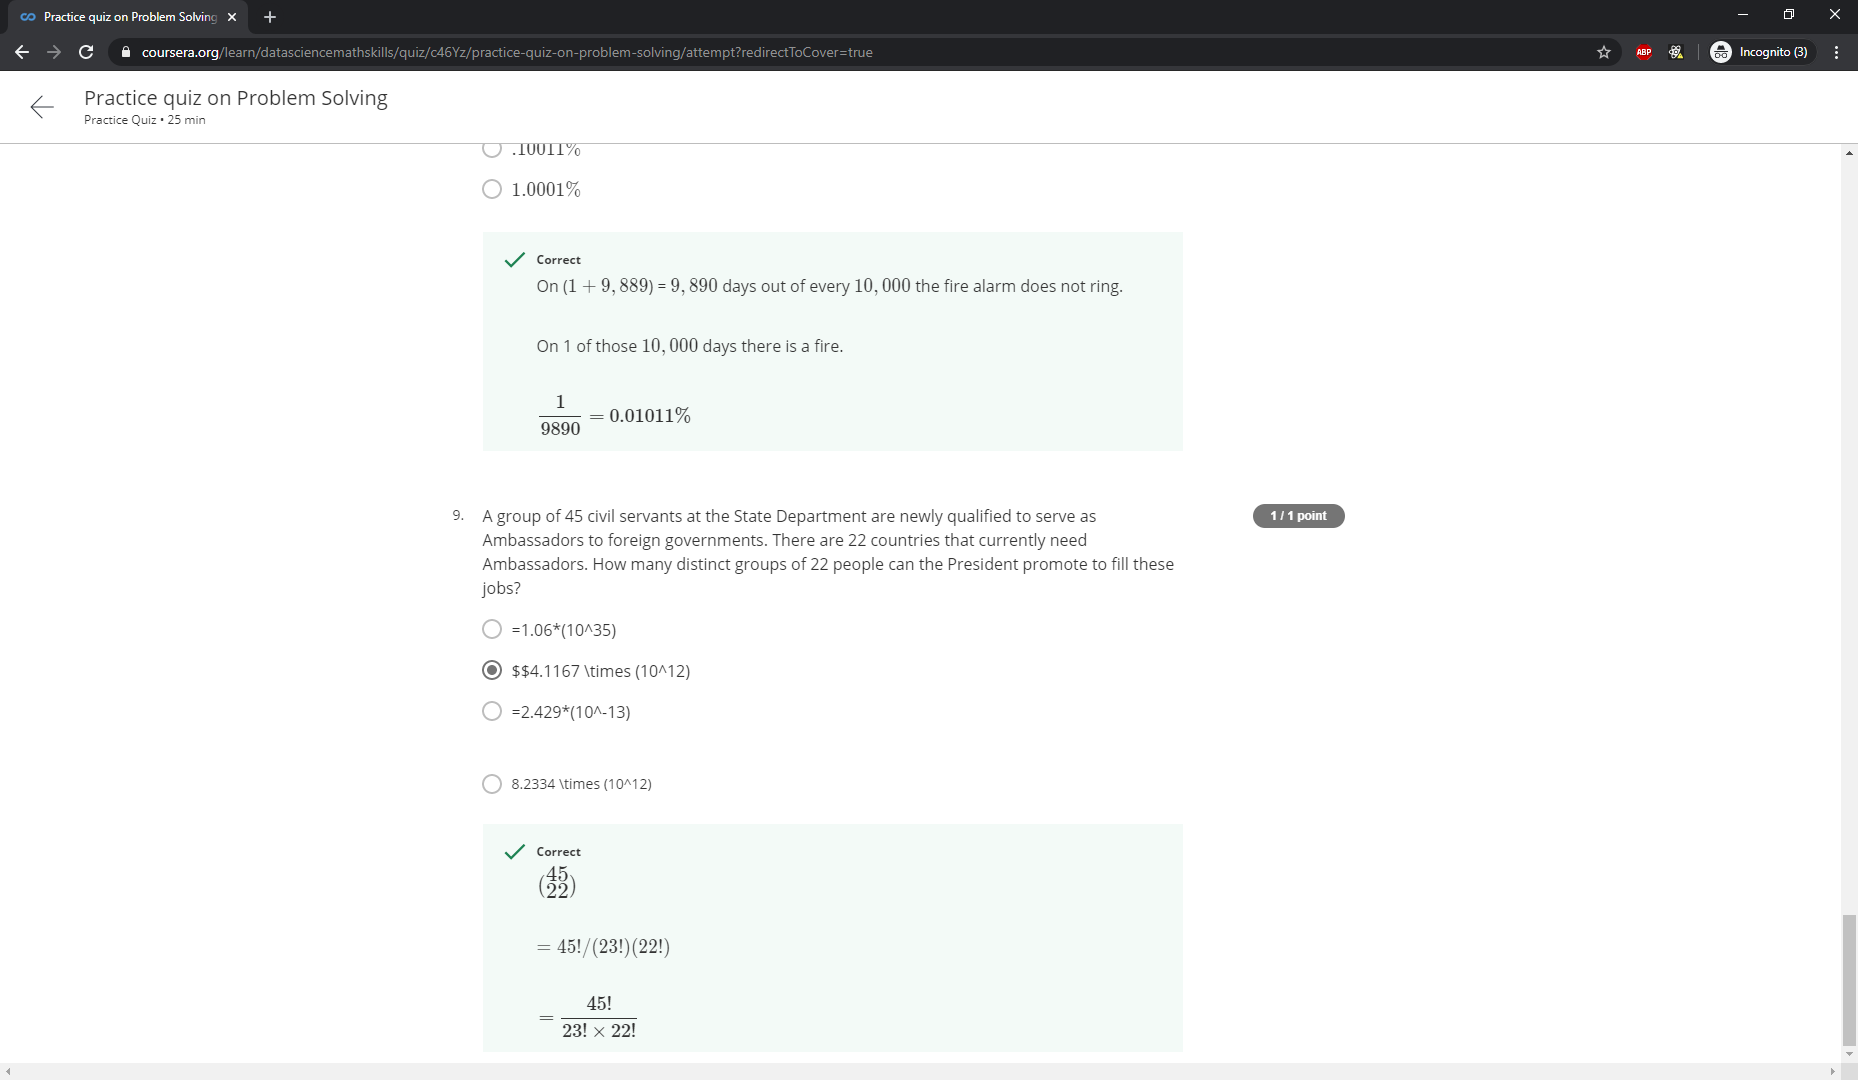 Practice quiz on Problem Solving
coursera.org/learn/datasciencemathskills/quiz/c46Yz/practice-quiz-on-problem-solving/attempt?redirectToCover=true
ABP
Incognito (3)
Practice quiz on Problem Solving
Practice Quiz • 25 min
.10011%
1.0001%
Correct
On (1 + 9, 889) = 9, 890 days out of every 10, 000 the fire alarm does not ring.
On 1 of those 10, 000 days there is a fire.
1
9890
= 0.01011%
9. A group of 45 civil servants at the State Department are newly qualified to serve as
Ambassadors to foreign governments. There are 22 countries that currently need
Ambassadors. How many distinct groups of 22 people can the President promote to fill these
jobs?
1 / 1 point
=1.06*(10^35)
$$4.1167 \times (10^12)
=2.429*(10^-13)
8.2334 \times (10^12)
Correct
(45
22)
= 45!/(23!)(22!)
45!
=
23! × 22!